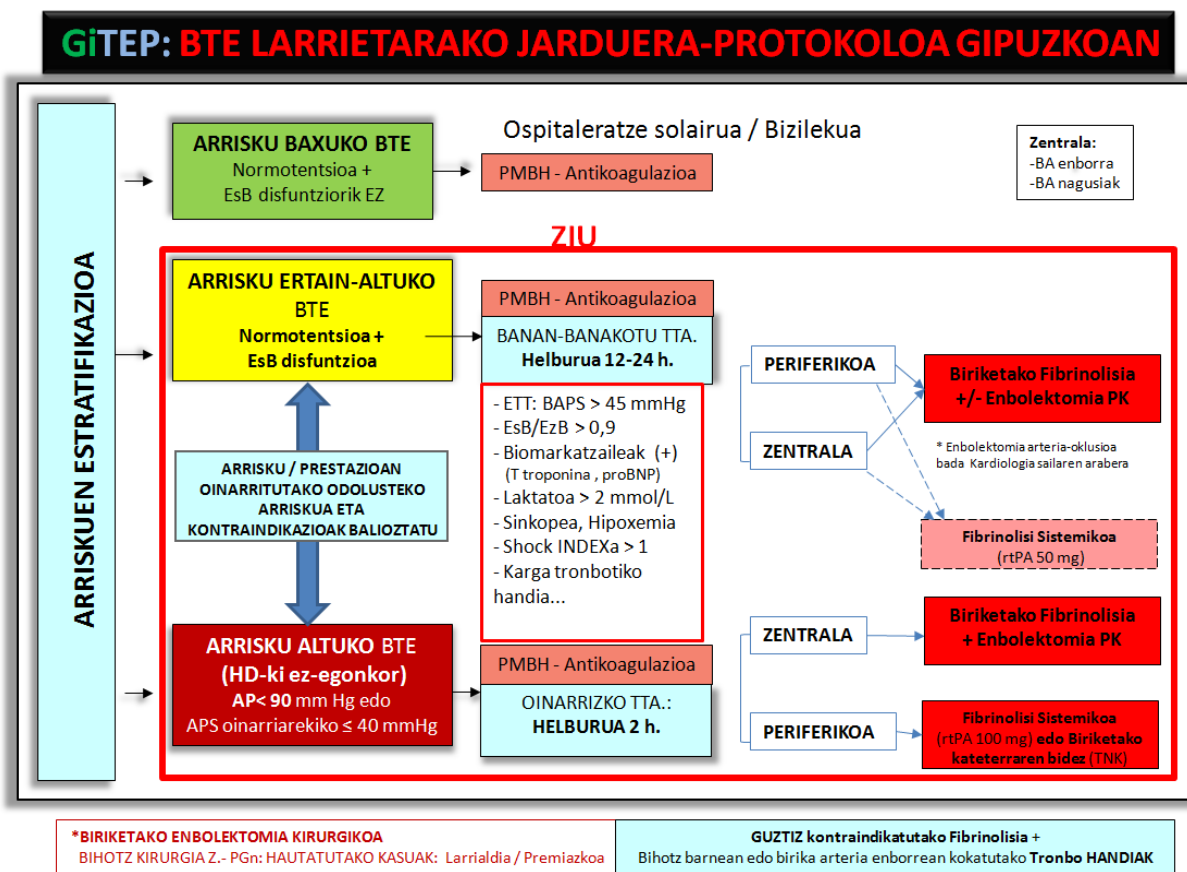 GiTEP: BTE LARRIETARAKO JARDUERA-PROTOKOLOA GIPUZKOAN
ARRISKUEN ESTRATIFIKAZIOA
ARRISKU BAXUKO BTE
Normotentsioa +
EsB disfuntziorik EZ
Ospitaleratze solairua / Bizilekua
PMBH - Antikoagulazioa
Zentrala:
-BA enborra
-BA nagusiak
ZIU
ARRISKU ERTAIN-ALTUKO
BTE
Normotentsioa +
EsB disfuntzioa
PMBH - Antikoagulazioa
BANAN-BANAKOTU TTA.
Helburua 12-24 h.
- ETT: BAPS > 45 mmHg
- EsB/EzB > 0,9
- Biomarkatzaileak (+)
(T troponina , proBNP)
- Laktatoa > 2 mmol/L
- Sinkopea, Hipoxemia
- Shock INDEXa > 1
- Karga tronbotiko
handia...
ARRISKU / PRESTAZIOAN
OINARRITUTAKO ODOLUSTEKO
ARRISKUA ETA
KONTRAINDIKAZIOAK BALIOZTATU
PERIFERIKOA
ZENTRALA
Biriketako Fibrinolisia
+/- Enbolektomia PK
* Enbolektomia arteria-oklusioa
bada Kardiologia sailaren arabera
Fibrinolisi Sistemikoa
(rtPA 50 mg)
ARRISKU ALTUKO BTE
(HD-ki ez-egonkor)
AP< 90 mm Hg edo
APS oinarriarekiko ≤ 40 mmHg
PMBH - Antikoagulazioa
OINARRIZKO TTA.:
HELBURUA 2 h.
ZENTRALA
Biriketako Fibrinolisia
+ Enbolektomia PK
PERIFERIKOA
Fibrinolisi Sistemikoa
(rtPA 100 mg) edo Biriketako
kateterraren bidez (TNK)
*BIRIKETAKO ENBOLEKTOMIA KIRURGIKOA
BIHOTZ KIRURGIA Z.- PGn: HAUTATUTAKO KASUAK: Larrialdia / Premiazkoa
GUZTIZ kontraindikatutako Fibrinolisia +
Bihotz barnean edo birika arteria enborrean kokatutako Tronbo HANDIAK